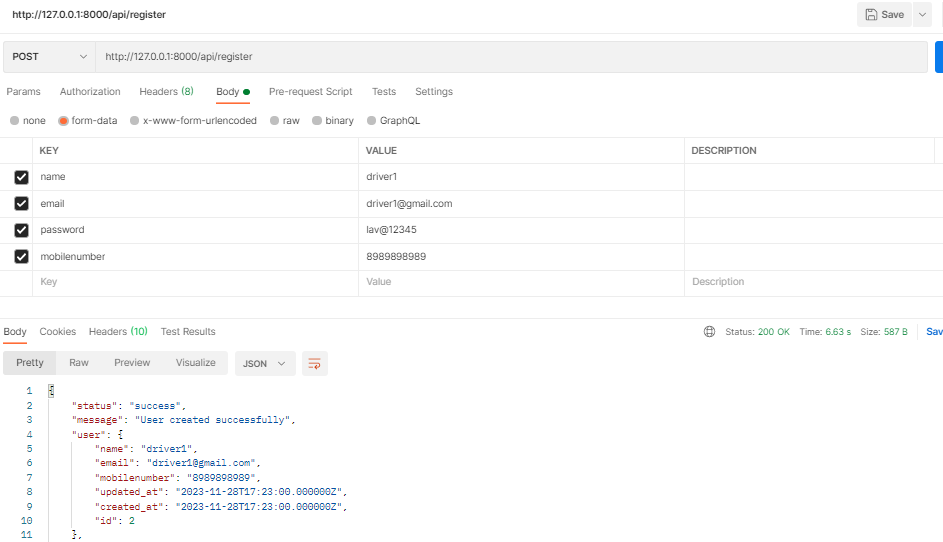 http://127.0.0.1:8000/api/register Save
POST http://127.0.0.1:8000/api/register
Params Authorization Headers (8) Body Pre-request Script Tests Settings
none form-data x-www-form-urlencoded raw binary GraphQL
KEY VALUE DESCRIPTION
name driver1
email driver1@gmail.com
password lav@12345
mobilenumber 8989898989
Key Value Description
Body Cookies Headers (10) Test Results Status: 200 OK Time: 6.63 s Size: 587 B Sav
Pretty Raw Preview Visualize JSON
1 {
2 "status": "success",
3 "message": "User created successfully",
4 "user": {
5 "name": "driver1",
6 "email": "driver1@gmail.com",
7 "mobilenumber": "8989898989",
8 "updated_at": "2023-11-28T17:23:00.000000Z",
9 "created_at": "2023-11-28T17:23:00.000000Z",
10 "id": 2
11 },